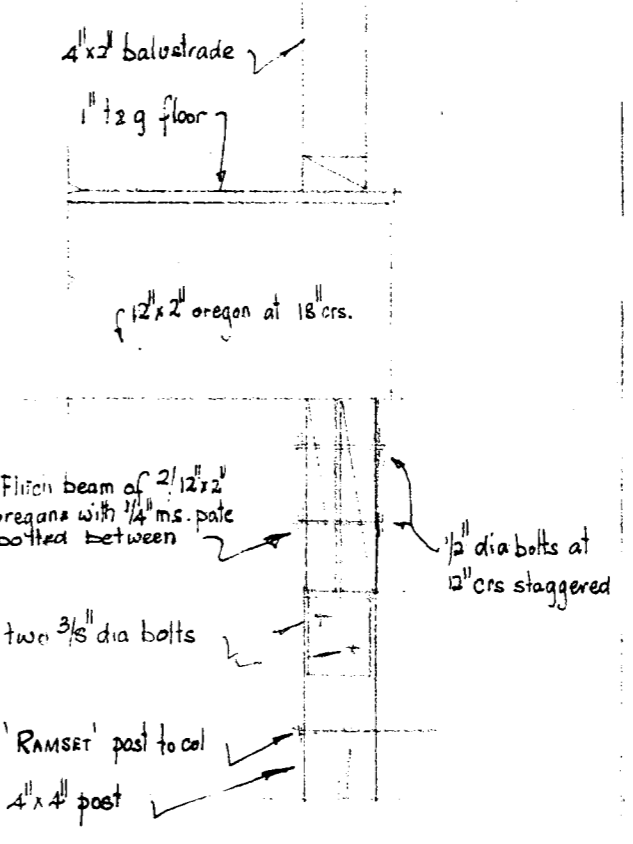 4"x2" balustrade
1" t&g floor
12"x2" oregon at 18" crs.
Flitch beam of 2/12"x2"
oregans with 1/4" ms. pate
botted between
1/2" dia bolts at
12" crs staggered
two 3/8" dia bolts
'RAMSET' post to col
4"x4" post